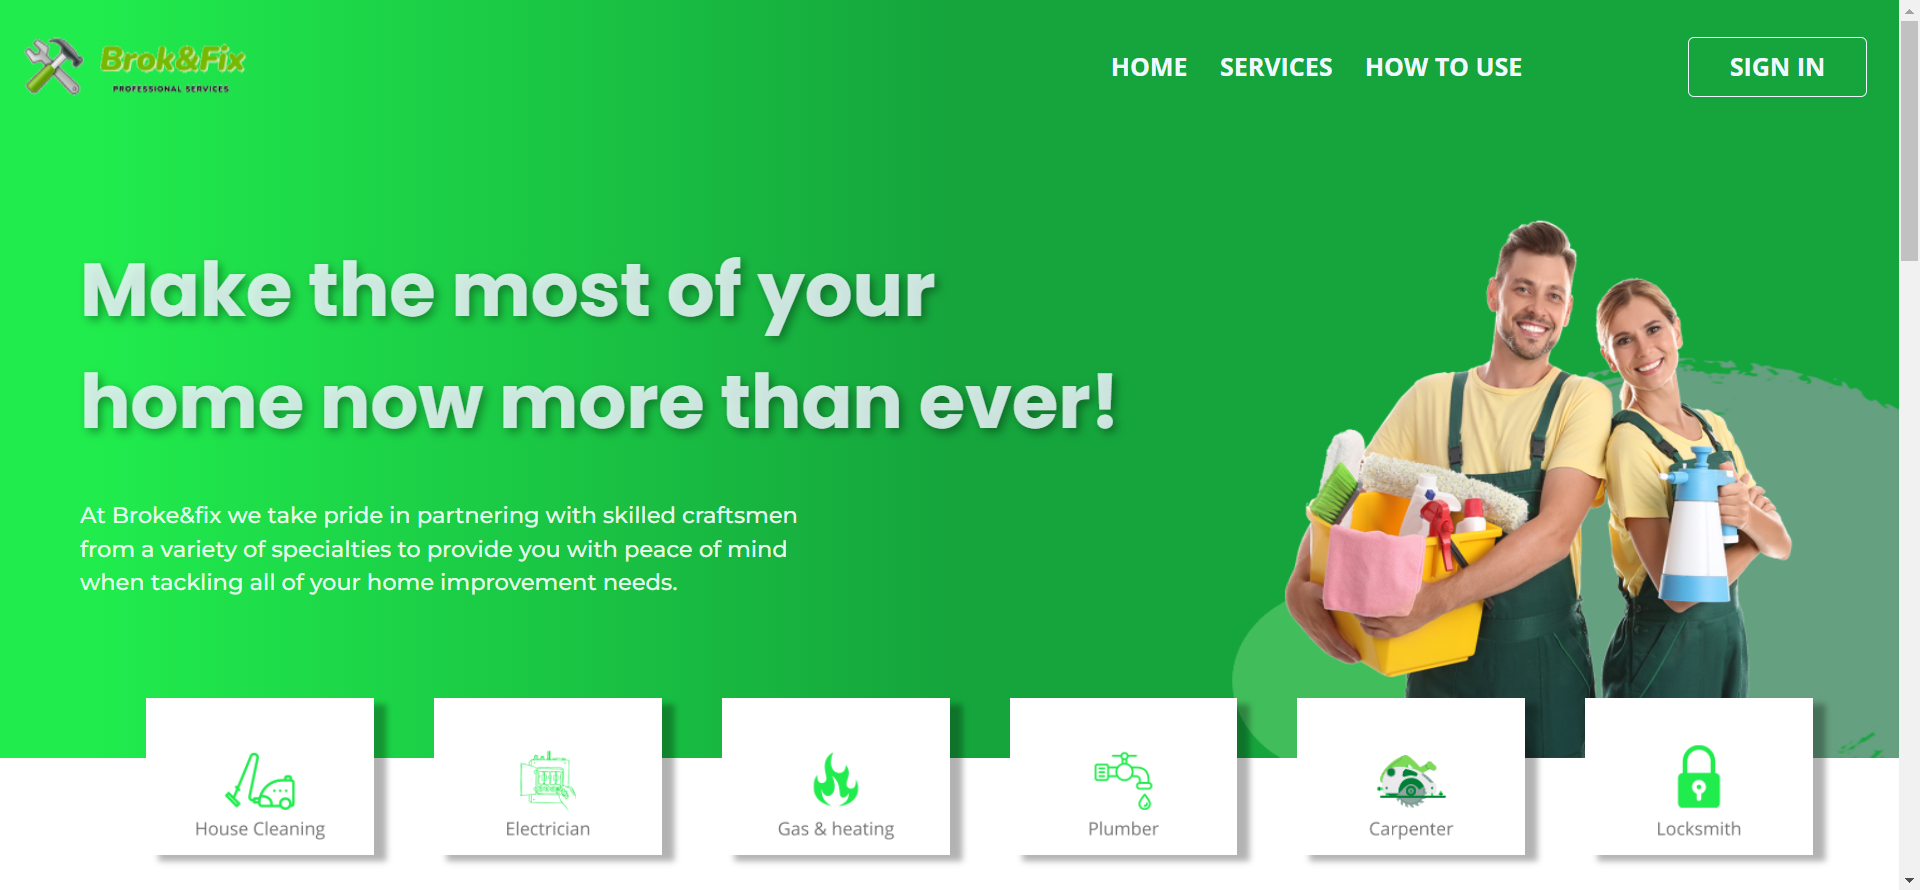 Brok&Fix
PROFESSIONAL SERVICES
HOME
SERVICES
HOW TO USE
SIGN IN
Make the most of your
home now more than ever!
At Broke&fix we take pride in partnering with skilled craftsmen
from a variety of specialties to provide you with peace of mind
when tackling all of your home improvement needs.
House Cleaning
Electrician
Gas & heating
Plumber
Carpenter
Locksmith